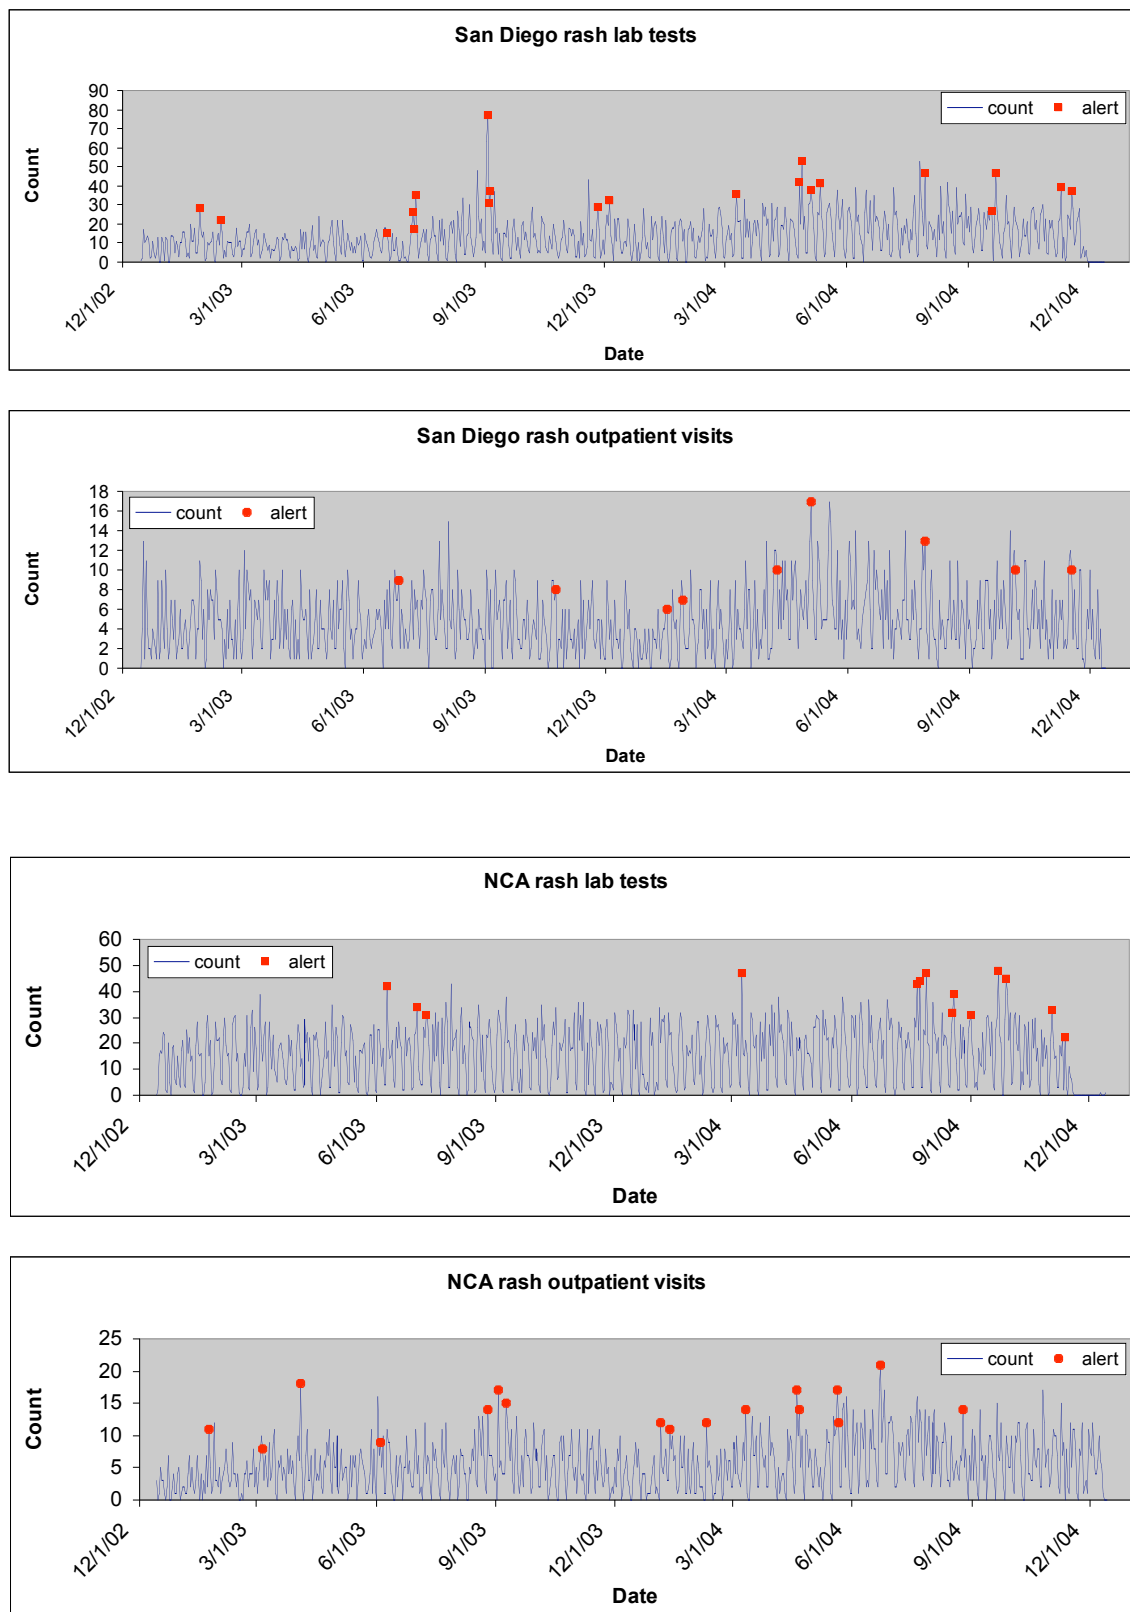 San Diego rash lab tests
90
80
70
60
50
40
30
20
10
0
Count
count alert
12/1/02 3/1/03 6/1/03 9/1/03 12/1/03 3/1/04 6/1/04 9/1/04 12/1/04
Date
San Diego rash outpatient visits
18
16
14
12
10
8
6
4
2
0
Count
count alert
12/1/02 3/1/03 6/1/03 9/1/03 12/1/03 3/1/04 6/1/04 9/1/04 12/1/04
Date
NCA rash lab tests
60
50
40
30
20
10
0
Count
count alert
12/1/02 3/1/03 6/1/03 9/1/03 12/1/03 3/1/04 6/1/04 9/1/04 12/1/04
Date
NCA rash outpatient visits
25
20
15
10
5
0
Count
count alert
12/1/02 3/1/03 6/1/03 9/1/03 12/1/03 3/1/04 6/1/04 9/1/04 12/1/04
Date